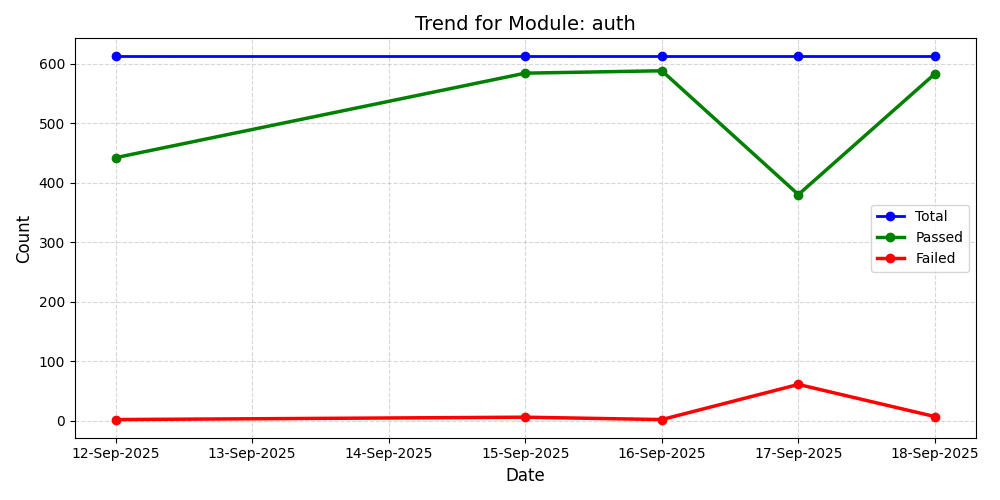 Trend for Module: auth
600
500
400
300
200
100
0
Count
Total
Passed
Failed
12-Sep-2025
13-Sep-2025
14-Sep-2025
15-Sep-2025
16-Sep-2025
17-Sep-2025
18-Sep-2025
Date